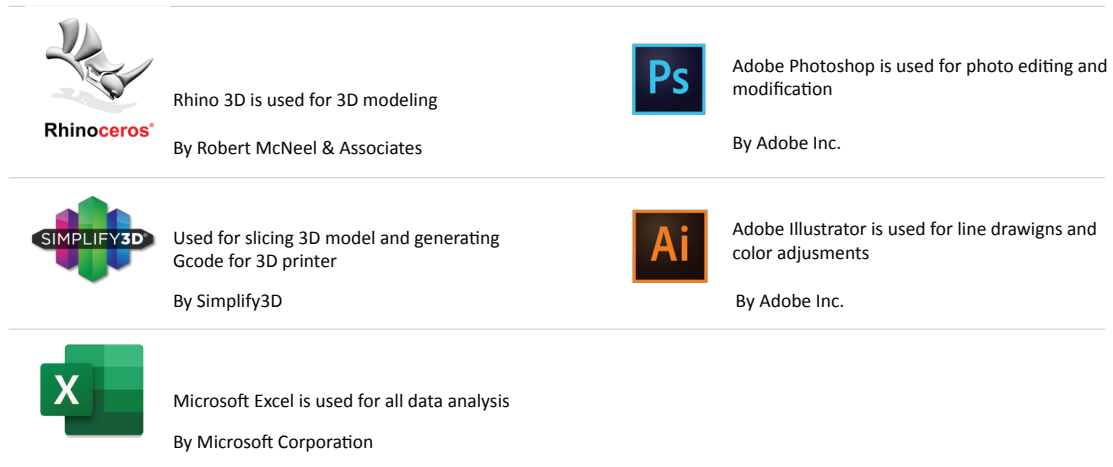 Rhinoceros®
Rhino 3D is used for 3D modeling
By Robert McNeel & Associates
Ps
Adobe Photoshop is used for photo editing and
modification
By Adobe Inc.
SIMPLIFY3D
Used for slicing 3D model and generating
Gcode for 3D printer
By Simplify3D
Ai
Adobe Illustrator is used for line drawigns and
color adjusments
By Adobe Inc.
X
Microsoft Excel is used for all data analysis
By Microsoft Corporation